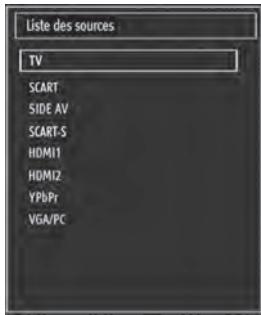 Liste des sources
TV
SCART
SIDE AV
SCART-S
HDMI1
HDMI2
YPbPr
VGA/PC